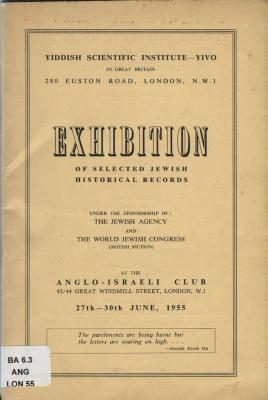 YIDDISH SCIENTIFIC INSTITUTE—YIVO
IN GREAT BRITAIN
280 EUSTON ROAD, LONDON, N.W.1
EXHIBITION
OF SELECTED JEWISH
HISTORICAL RECORDS
UNDER THE SPONSORSHIP OF:
THE JEWISH AGENCY
AND
THE WORLD JEWISH CONGRESS
(BRITISH SECTION)
AT THE
ANGLO-ISRAELI CLUB
43/44 GREAT WINDMILL STREET, LONDON, W.1
27th—30th JUNE, 1955
The parchments are being burnt but
the letters are soaring on high. . . .
—Abodah Zarah 18a
BA 6.3
ANG
LON 55